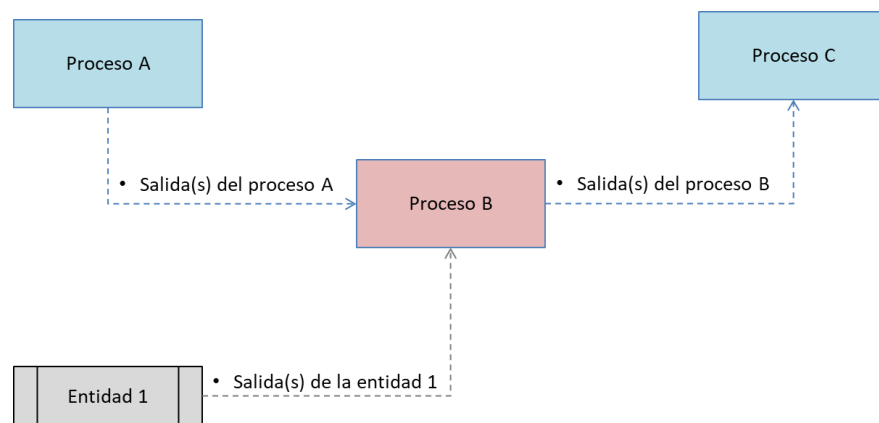 Proceso A
Proceso C
• Salida(s) del proceso A
• Salida(s) del proceso B
Proceso B
• Salida(s) de la entidad 1
Entidad 1